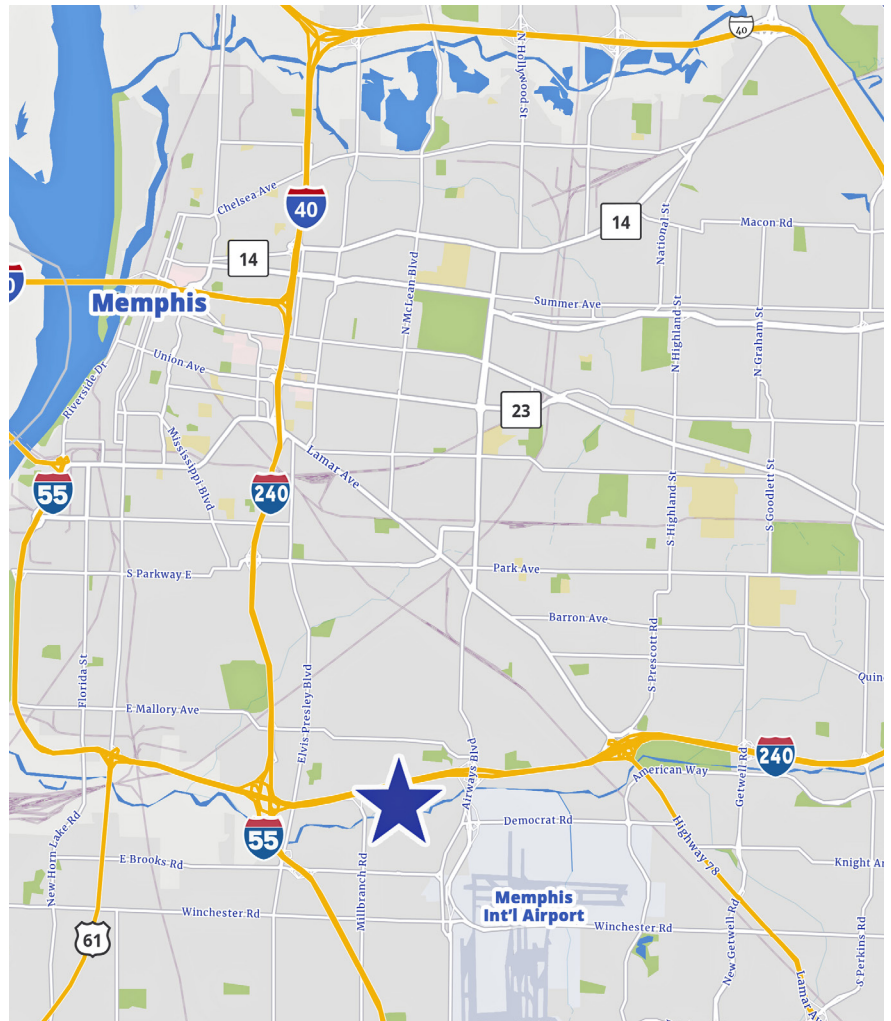 40
N Hollywood St
Chelsea Ave
40
14
14
National St
Macon Rd
N McLean Blvd
Memphis
Summer Ave
N Highland St
N Graham St
Union Ave
Riverside Dr
23
Mississippi Blvd
Lamar Ave
55
240
S Highland St
S Goodlett St
S Parkway E
Park Ave
Barron Ave
S Prescott Rd
Florida St
Elvis Presley Blvd
E Mallory Ave
Airways Blvd
American Way
Getwell Rd
240
New Horn Lake Rd
55
Democrat Rd
Highway 78
E Brooks Rd
Millbranch Rd
Knight Ar
Memphis
Int'l Airport
Winchester Rd
Winchester Rd
61
New Getwell Rd
S Perkins Rd
Lamar Av